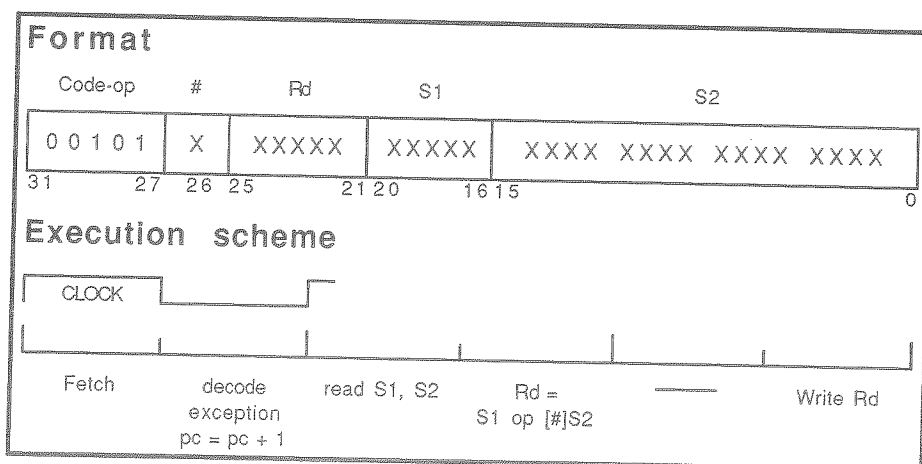 Format
Code-op # Rd S1 S2
0 0 1 0 1 X XXXXX XXXXX XXXX XXXX XXXX XXXX
31 27 26 25 21 20 16 15 0
Execution scheme
CLOCK
Fetch decode read S1, S2 Rd = Write Rd
exception S1 op [#]S2
pc = pc + 1